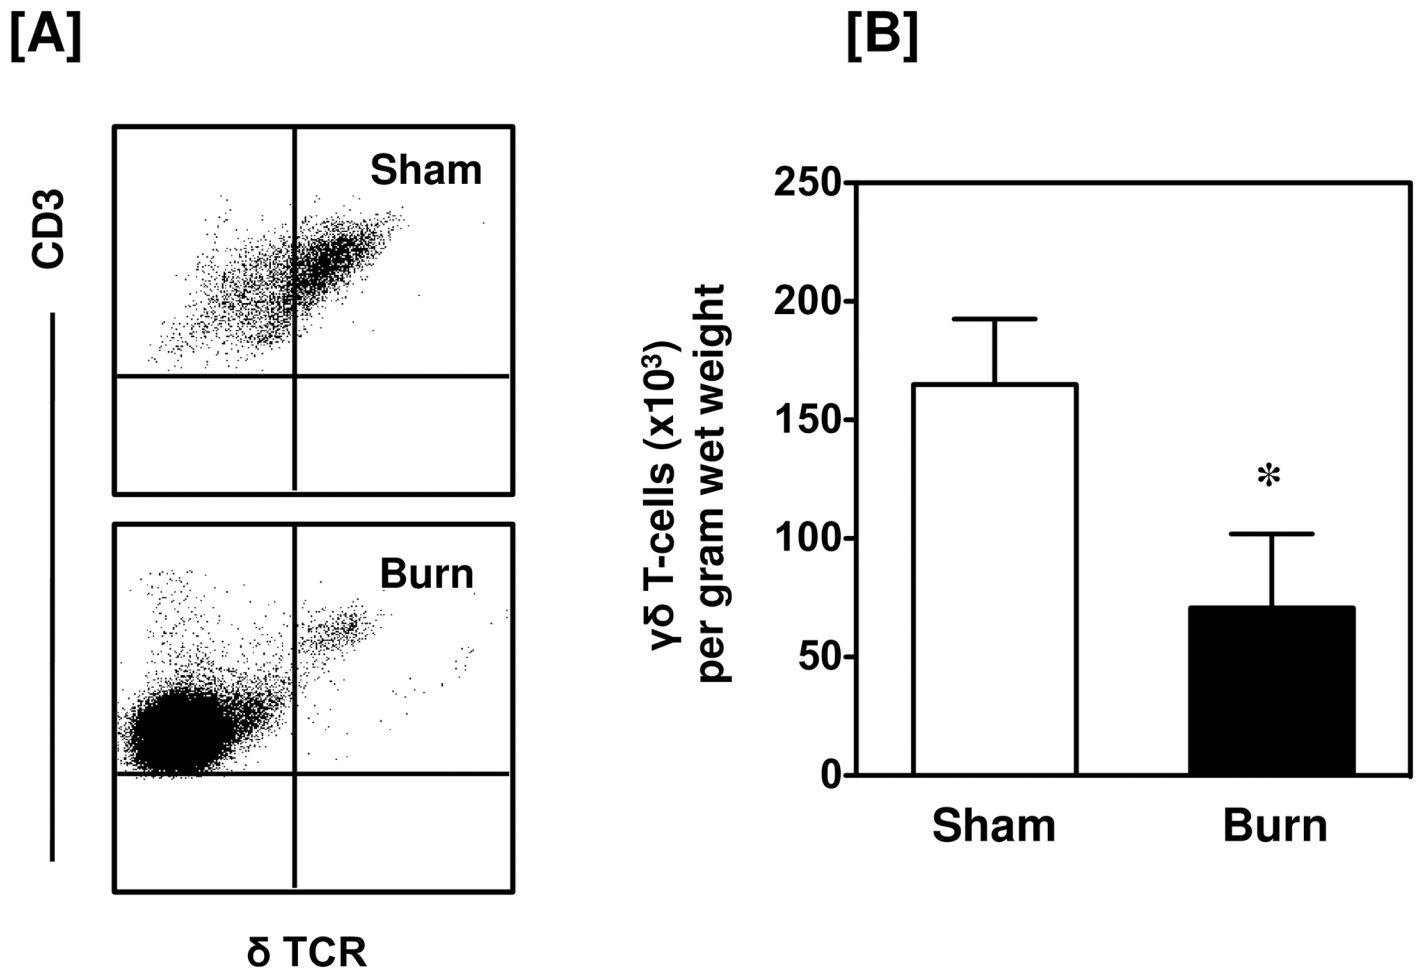 [A]
Sham
CD3
Burn
δ TCR
[B]
250
200
150
100
50
0
γδ T-cells (x10³)
per gram wet weight
*
Sham
Burn